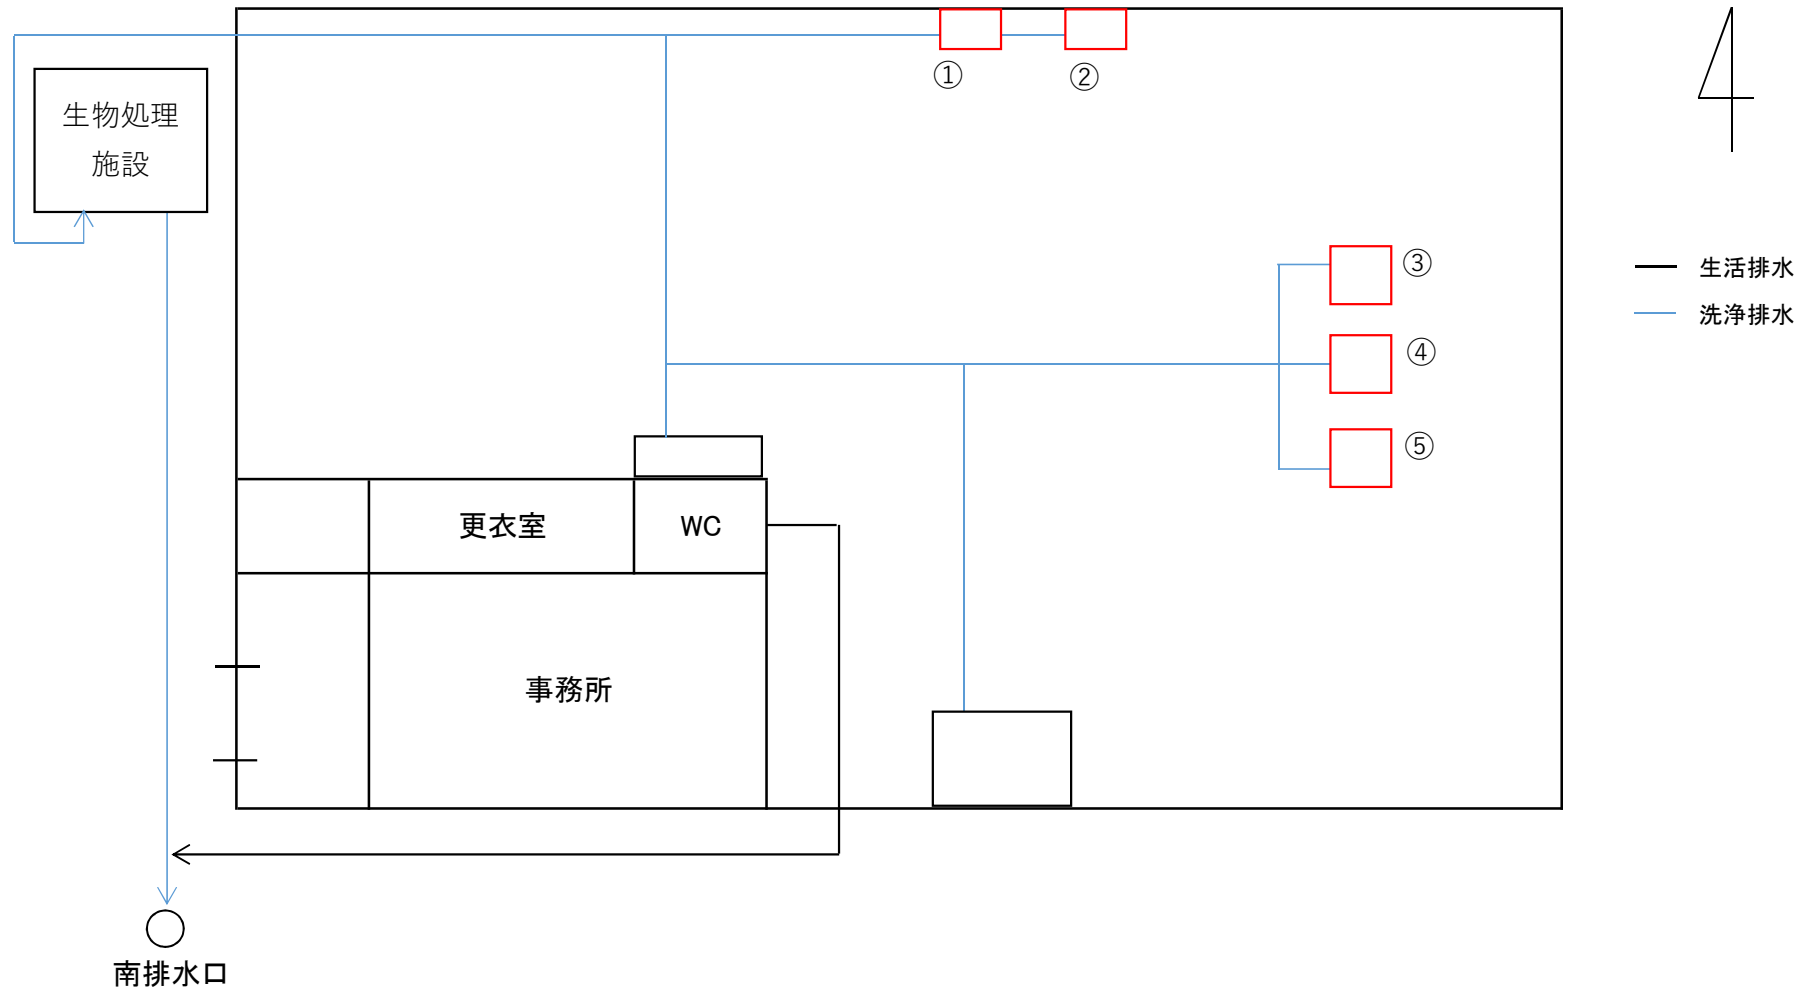 ①
②
生物処理
施設
③
生活排水
洗浄排水
④
⑤
更衣室
WC
事務所
南排水口